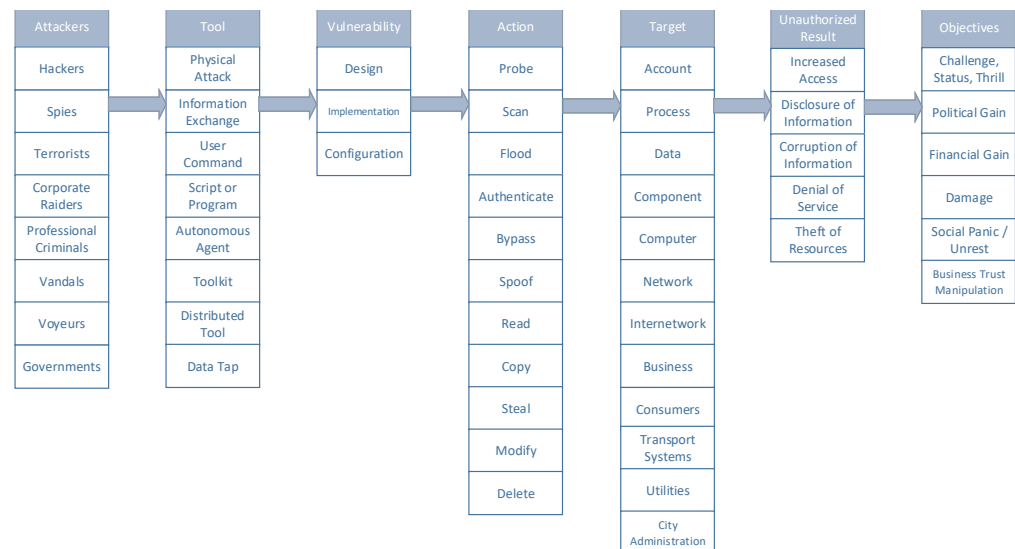 Attackers
Hackers
Spies
Terrorists
Corporate
Raiders
Professional
Criminals
Vandals
Voyeurs
Governments
Tool
Physical
Attack
Information
Exchange
User
Command
Script or
Program
Autonomous
Agent
Toolkit
Distributed
Tool
Data Tap
Vulnerability
Design
Implementation
Configuration
Action
Probe
Scan
Flood
Authenticate
Bypass
Spoof
Read
Copy
Steal
Modify
Delete
Target
Account
Process
Data
Component
Computer
Network
Internetwork
Business
Consumers
Transport
Systems
Utilities
City
Administration
Unauthorized
Result
Increased
Access
Disclosure of
Information
Corruption of
Information
Denial of
Service
Theft of
Resources
Objectives
Challenge,
Status, Thrill
Political Gain
Financial Gain
Damage
Social Panic /
Unrest
Business Trust
Manipulation